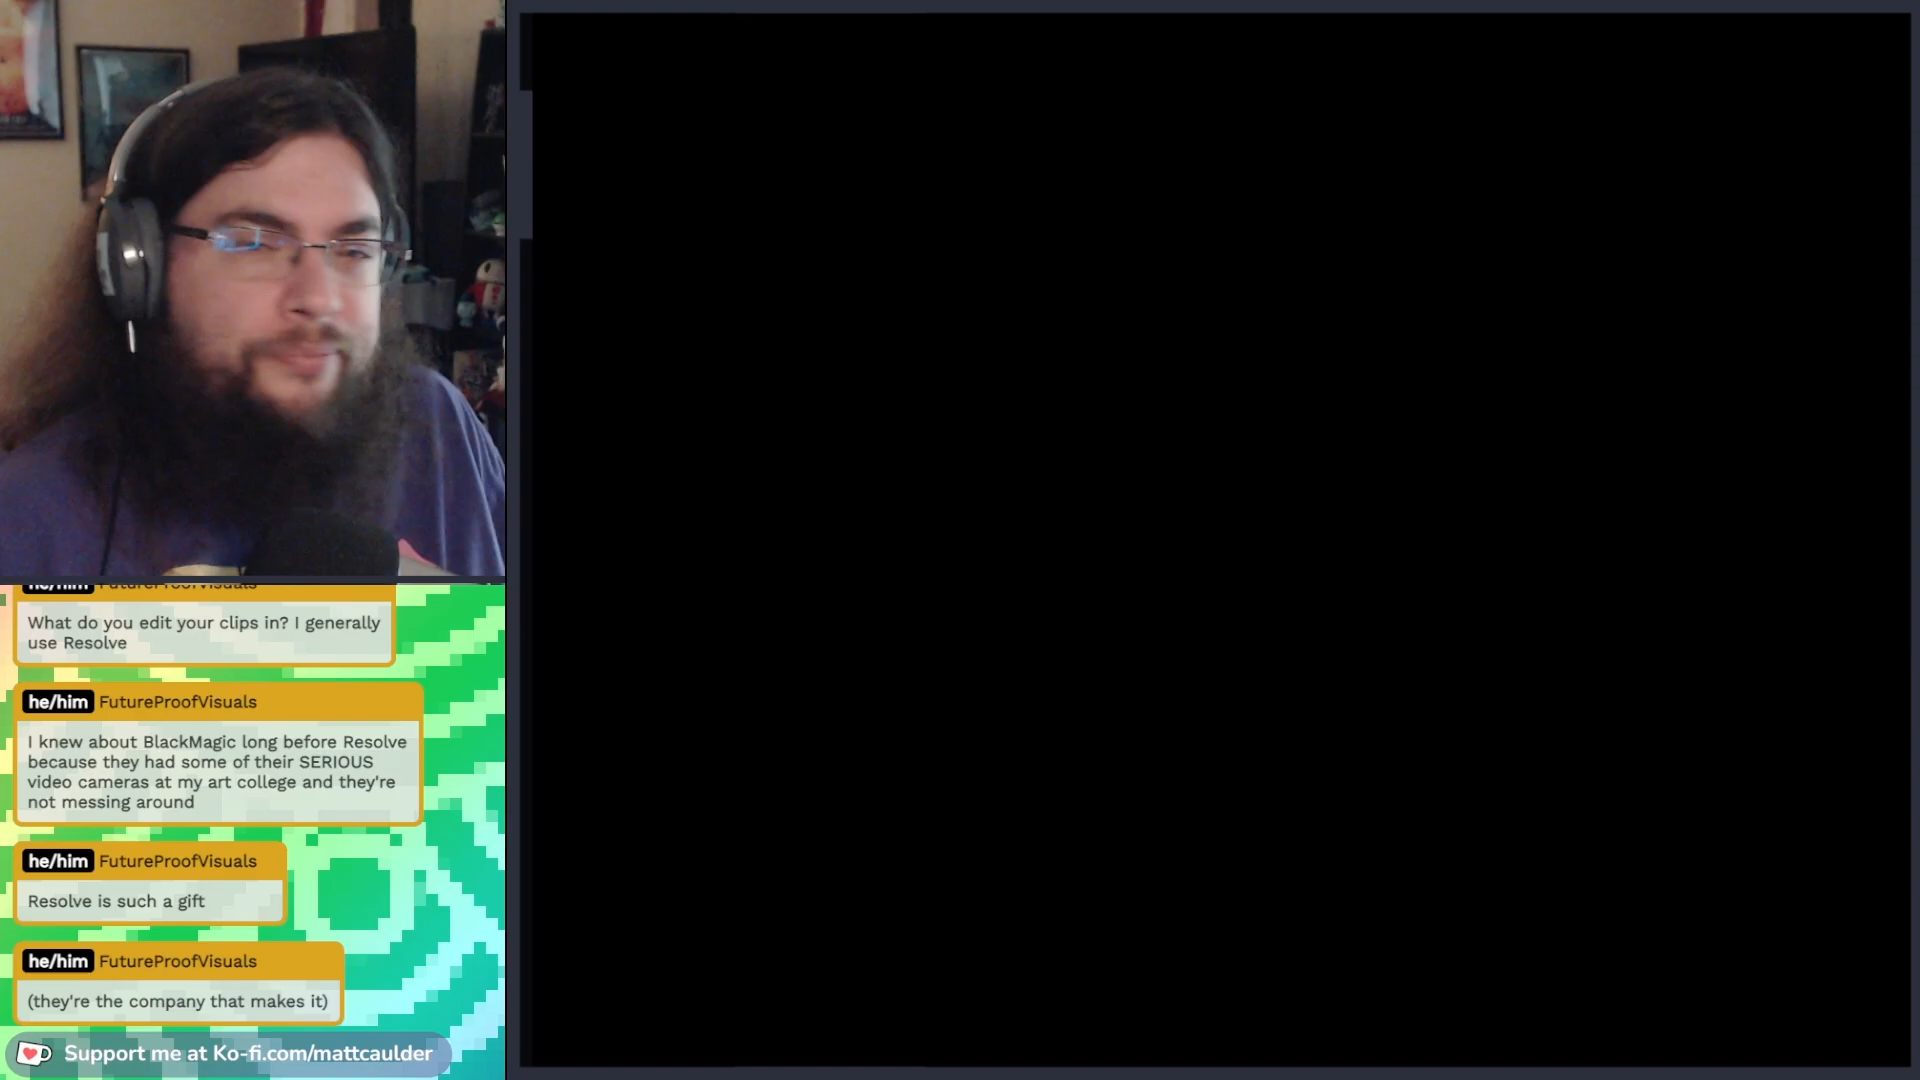 he/him FutureProofVisuals
What do you edit your clips in? I generally
use Resolve
he/him FutureProofVisuals
I knew about BlackMagic long before Resolve
because they had some of their SERIOUS
video cameras at my art college and they're
not messing around
he/him FutureProofVisuals
Resolve is such a gift
he/him FutureProofVisuals
(they're the company that makes it)
Support me at Ko-fi.com/mattcaulder